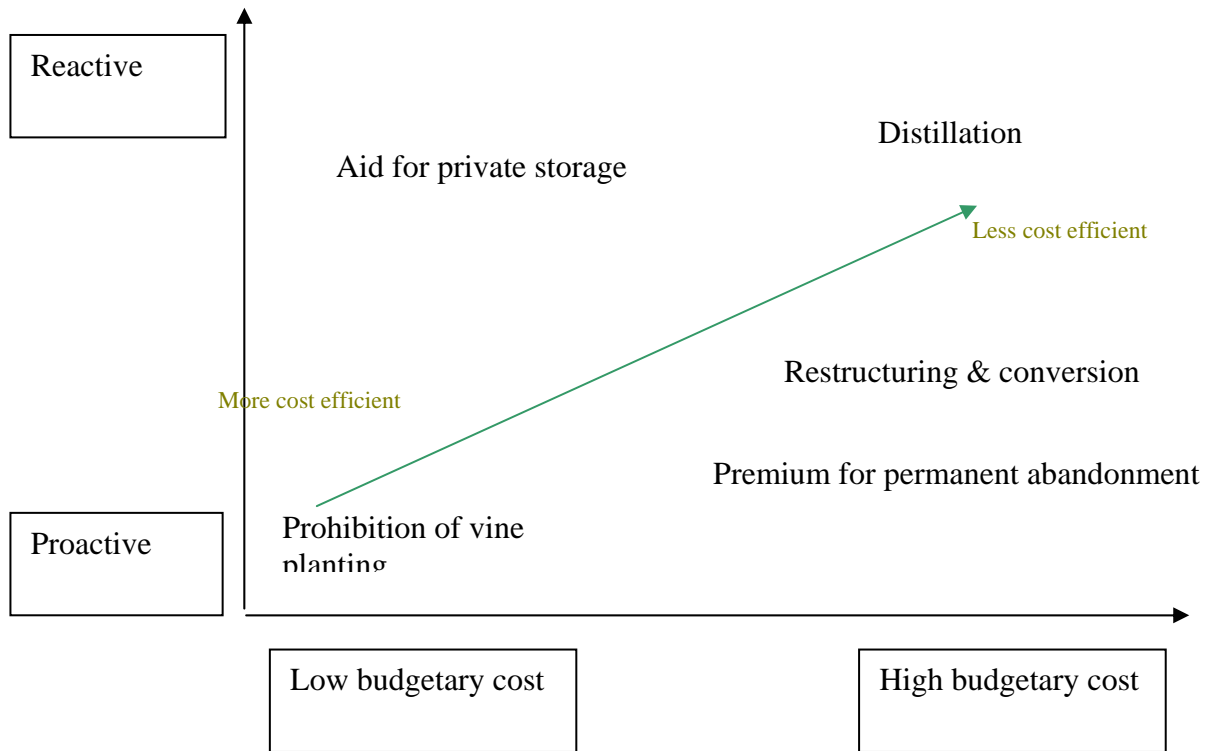 Reactive
Distillation
Aid for private storage
Less cost efficient
Restructuring & conversion
More cost efficient
Premium for permanent abandonment
Prohibition of vine
planting
Proactive
Low budgetary cost
High budgetary cost